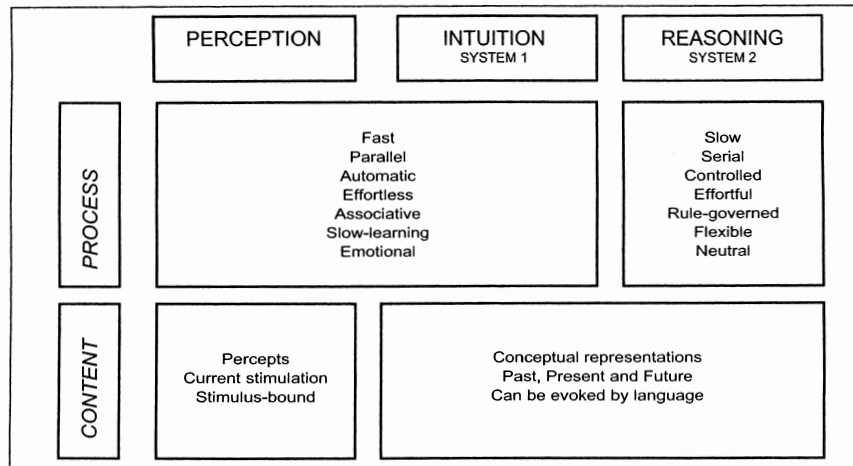 PERCEPTION
INTUITION
SYSTEM 1
REASONING
SYSTEM 2
PROCESS
Fast
Parallel
Automatic
Effortless
Associative
Slow-learning
Emotional
Slow
Serial
Controlled
Effortful
Rule-governed
Flexible
Neutral
CONTENT
Percepts
Current stimulation
Stimulus-bound
Conceptual representations
Past, Present and Future
Can be evoked by language